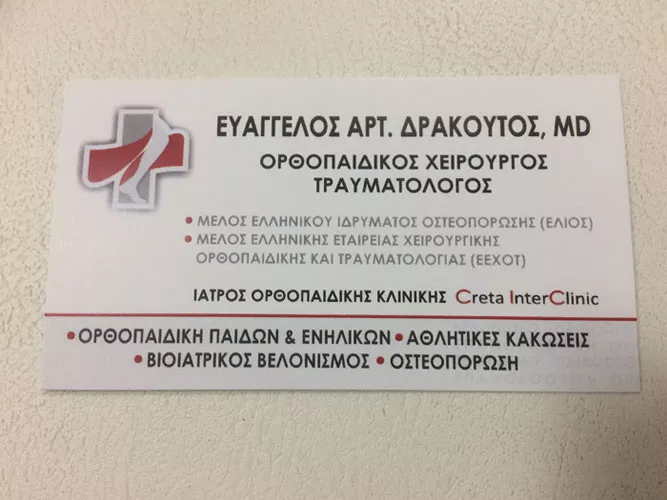 ΕΥΑΓΓΕΛΟΣ ΑΡΤ. ΔΡΑΚΟΥΤΟΣ, MD
ΟΡΘΟΠΑΙΔΙΚΟΣ ΧΕΙΡΟΥΡΓΟΣ
ΤΡΑΥΜΑΤΟΛΟΓΟΣ
• ΜΕΛΟΣ ΕΛΛΗΝΙΚΟΥ ΙΔΡΥΜΑΤΟΣ ΟΣΤΕΟΠΟΡΩΣΗΣ (ΕΛΙΟΣ)
• ΜΕΛΟΣ ΕΛΛΗΝΙΚΗΣ ΕΤΑΙΡΕΙΑΣ ΧΕΙΡΟΥΡΓΙΚΗΣ
ΟΡΘΟΠΑΙΔΙΚΗΣ ΚΑΙ ΤΡΑΥΜΑΤΟΛΟΓΙΑΣ (ΕΕΧΟΤ)
ΙΑΤΡΟΣ ΟΡΘΟΠΑΙΔΙΚΗΣ ΚΛΙΝΙΚΗΣ Creta InterClinic
• ΟΡΘΟΠΑΙΔΙΚΗ ΠΑΙΔΩΝ & ΕΝΗΛΙΚΩΝ • ΑΘΛΗΤΙΚΕΣ ΚΑΚΩΣΕΙΣ
• ΒΙΟΙΑΤΡΙΚΟΣ ΒΕΛΟΝΙΣΜΟΣ • ΟΣΤΕΟΠΟΡΩΣΗ